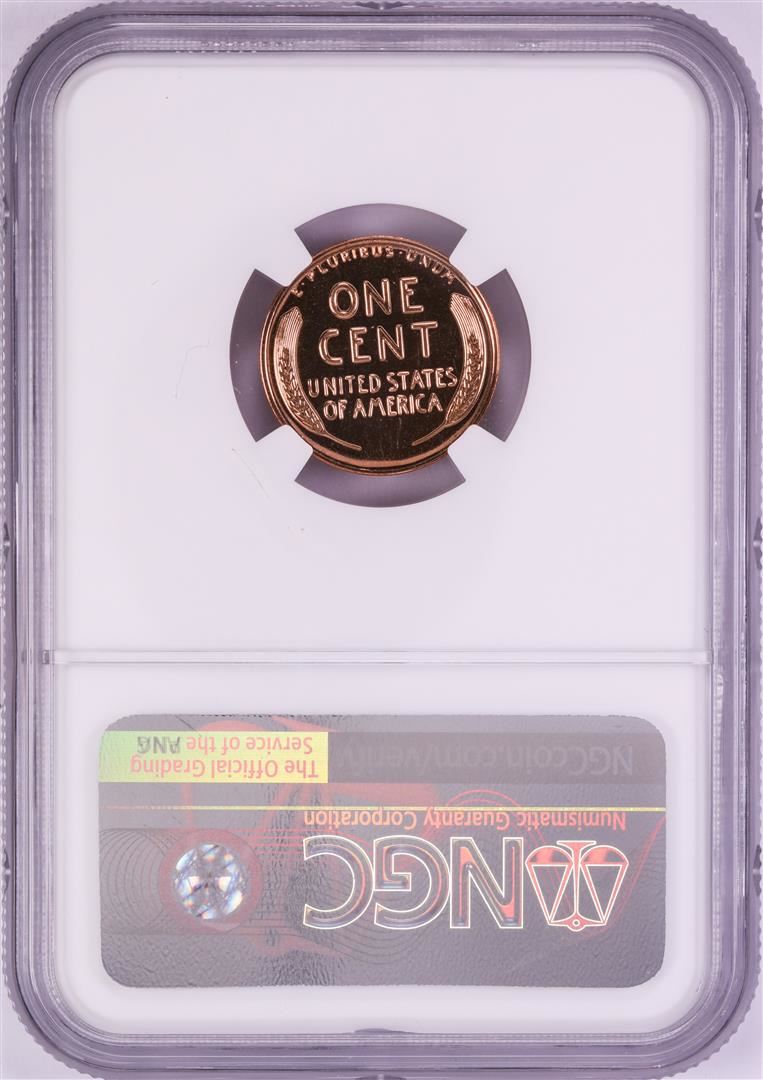 E·PLURIBUS·UNUM
ONE
CENT
UNITED STATES
OF AMERICA
NGC
Numismatic Guaranty Corporation
NGCcoin.com/verify
The Official Grading
Service of the ANG